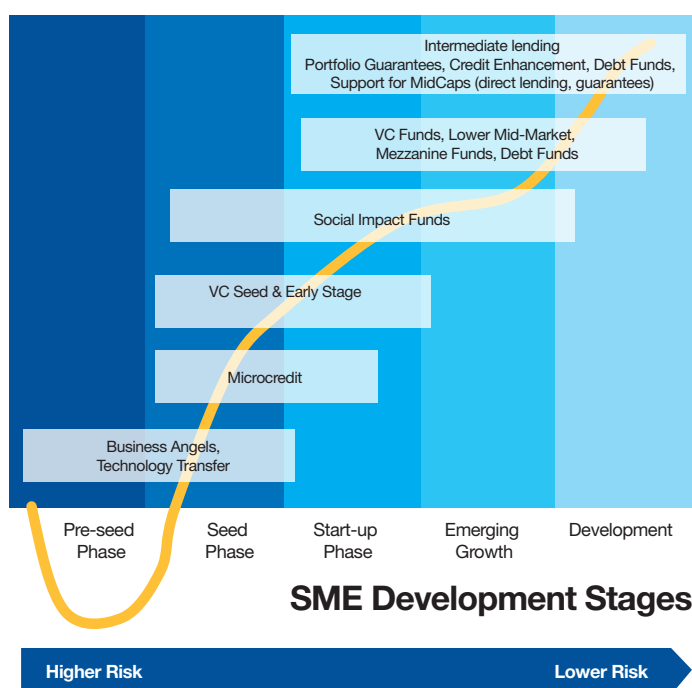 Intermediate lending
Portfolio Guarantees, Credit Enhancement, Debt Funds,
Support for MidCaps (direct lending, guarantees)
VC Funds, Lower Mid-Market,
Mezzanine Funds, Debt Funds
Social Impact Funds
VC Seed & Early Stage
Microcredit
Business Angels,
Technology Transfer
Pre-seed
Phase
Seed
Phase
Start-up
Phase
Emerging
Growth
Development
SME Development Stages
Higher Risk
Lower Risk